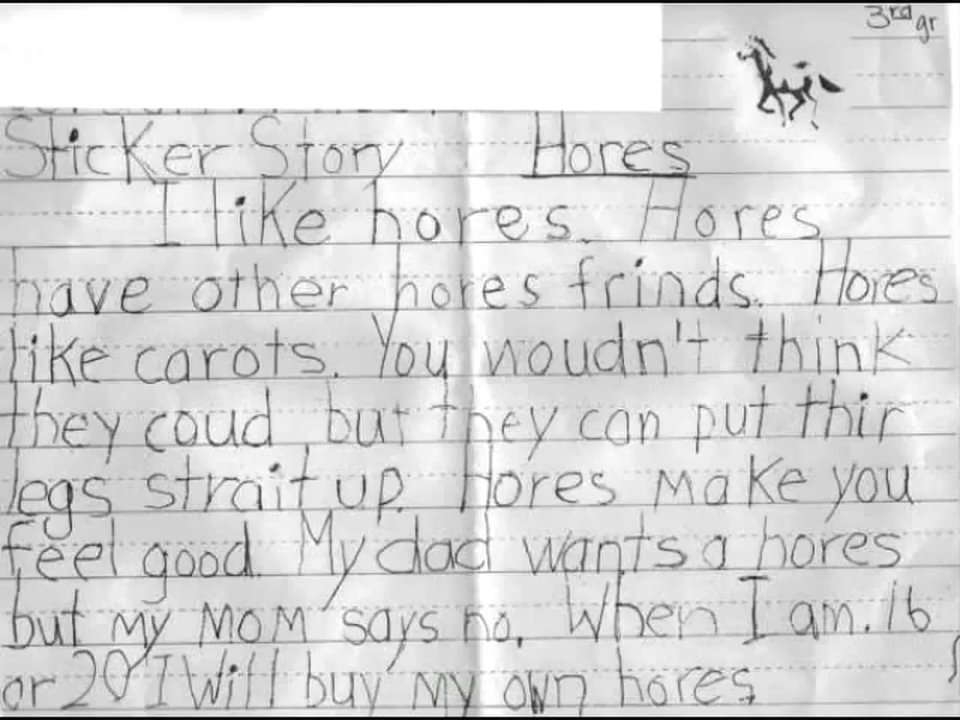 3rd gr
Sticker Story Hores
I like hores. Hores
have other hores frinds. Hores
like carots. You woudn't think
they coud, but they can put thir
legs strait up. Hores make you
feel good. My dad wants a hores
but my mom says no. When I am. 16
or 20 I will buy my own hores